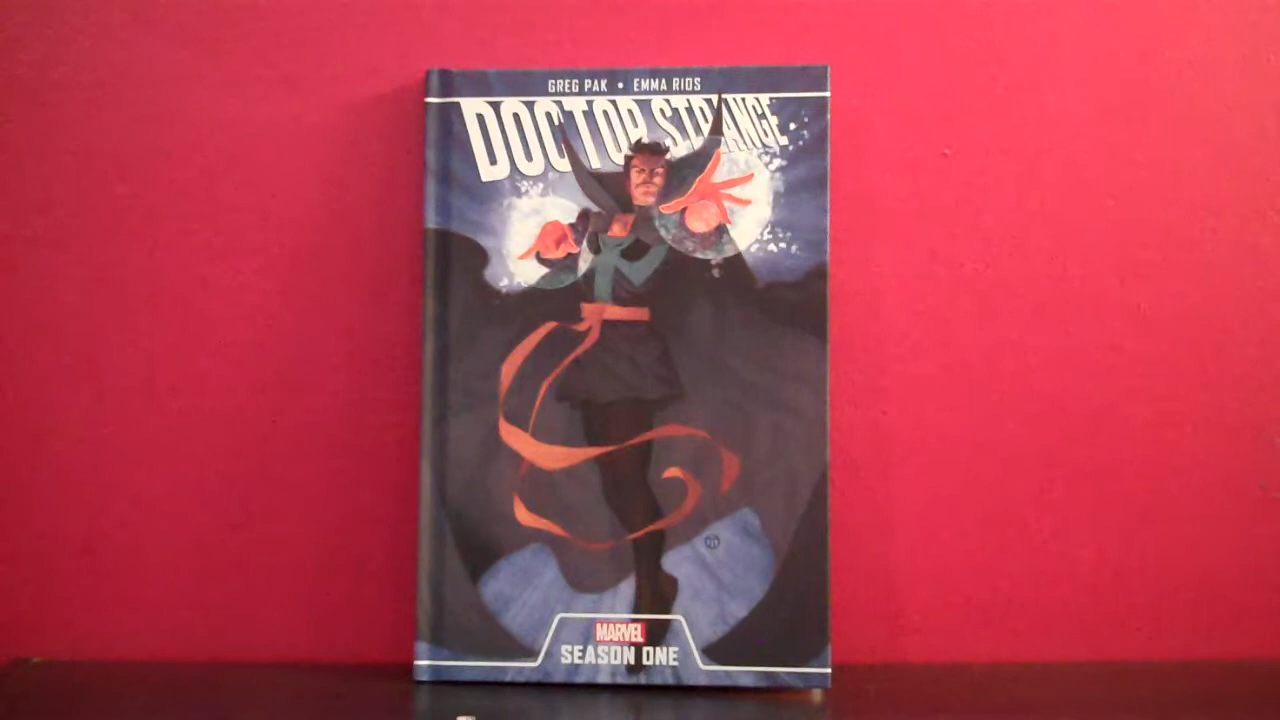 GREG PAK • EMMA RIOS
DOCTOR STRANGE
MARVEL
SEASON ONE